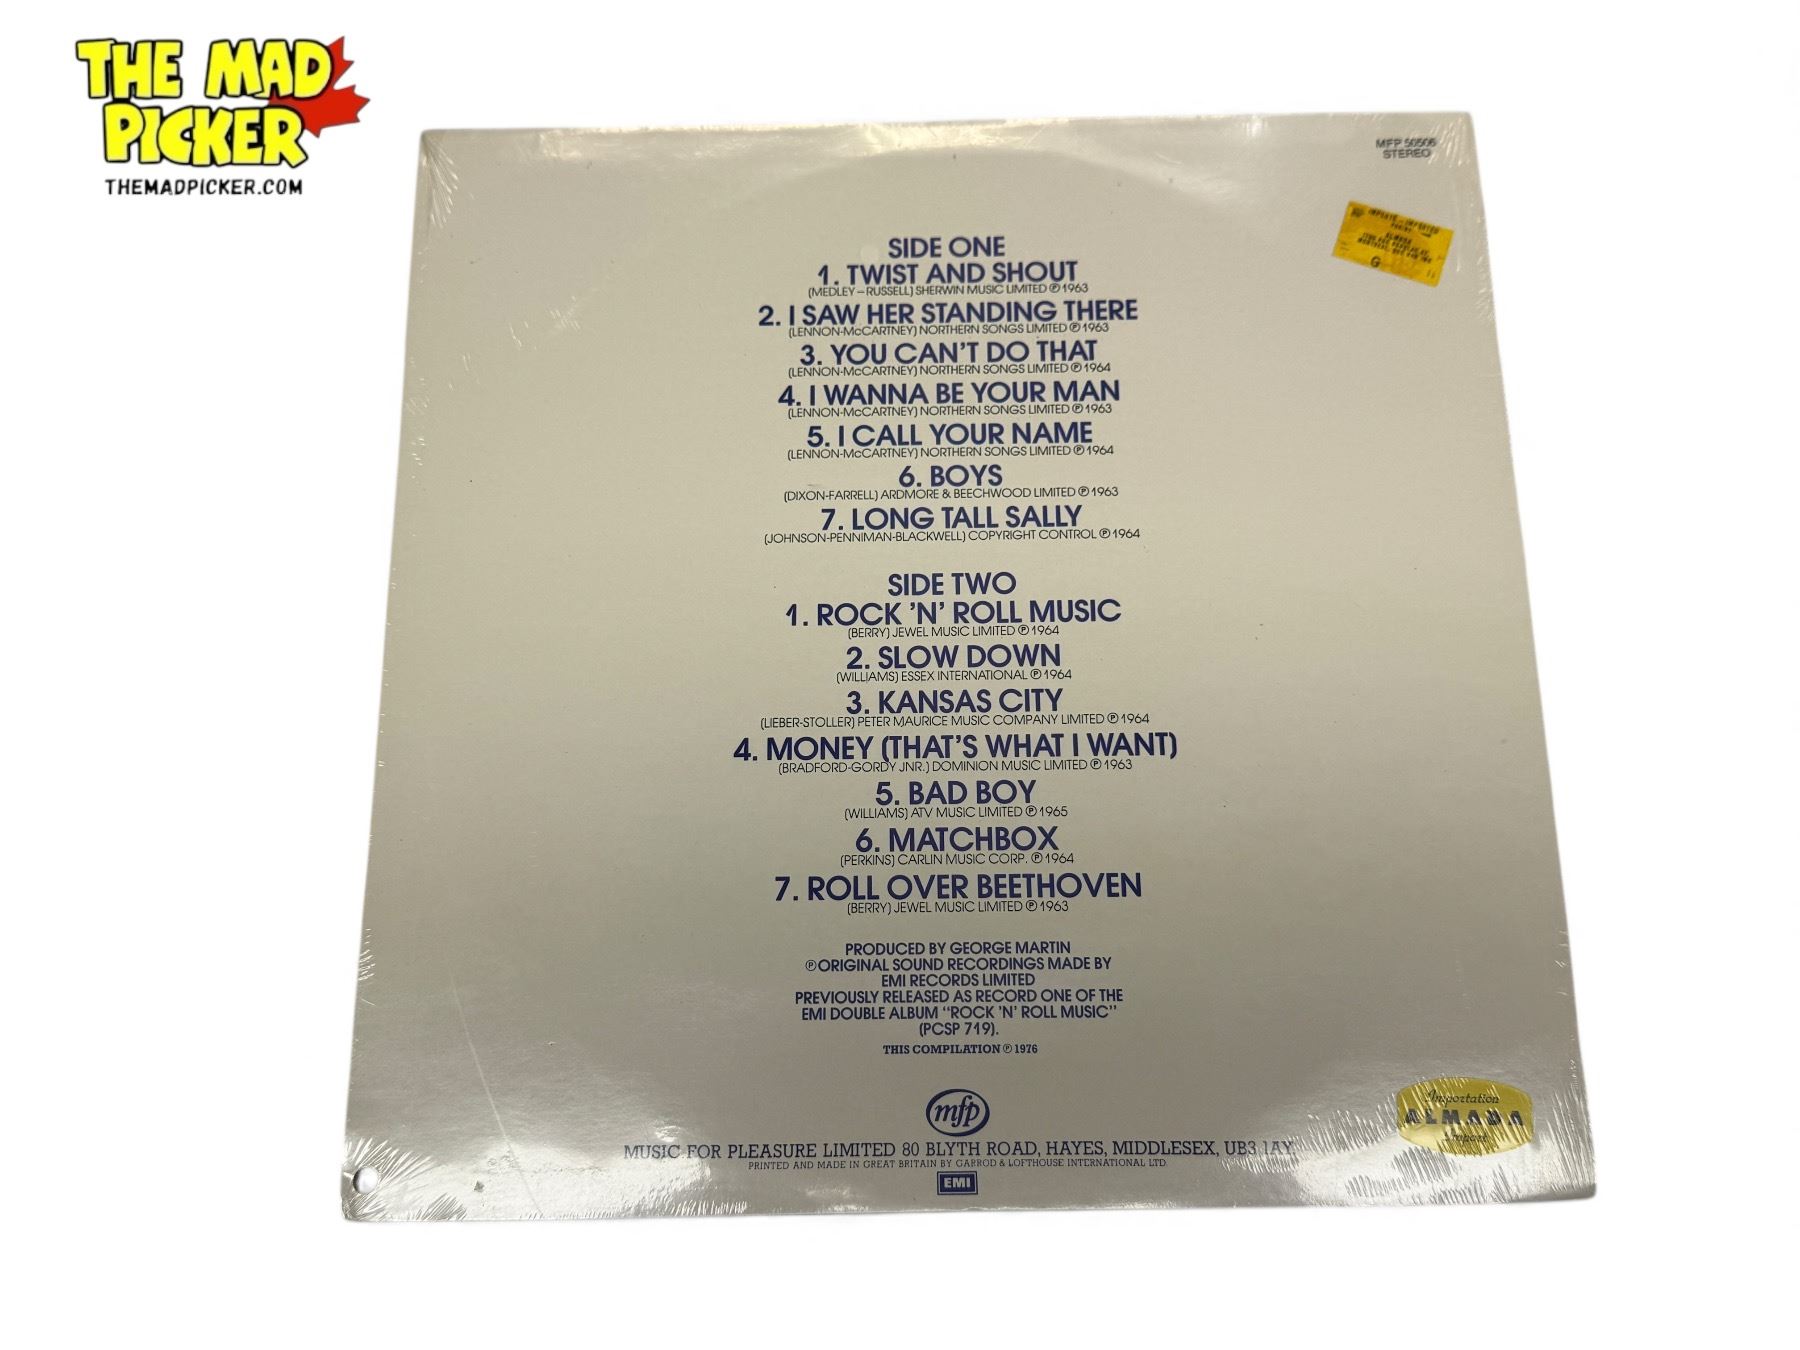 THE MAD
PICKER
THEMADPICKER.COM
MFP 50506
STEREO
IMPORTE - IMPORTED
ALMADA
G
SIDE ONE
1. TWIST AND SHOUT
(MEDLEY – RUSSELL) SHERWIN MUSIC LIMITED ℗ 1963
2. I SAW HER STANDING THERE
(LENNON-McCARTNEY) NORTHERN SONGS LIMITED ℗ 1963
3. YOU CAN'T DO THAT
(LENNON-McCARTNEY) NORTHERN SONGS LIMITED ℗ 1964
4. I WANNA BE YOUR MAN
(LENNON-McCARTNEY) NORTHERN SONGS LIMITED ℗ 1963
5. I CALL YOUR NAME
(LENNON-McCARTNEY) NORTHERN SONGS LIMITED ℗ 1964
6. BOYS
(DIXON-FARRELL) ARDMORE & BEECHWOOD LIMITED ℗ 1963
7. LONG TALL SALLY
(JOHNSON-PENNIMAN-BLACKWELL) COPYRIGHT CONTROL ℗ 1964
SIDE TWO
1. ROCK 'N' ROLL MUSIC
(BERRY) JEWEL MUSIC LIMITED ℗ 1964
2. SLOW DOWN
(WILLIAMS) ESSEX INTERNATIONAL ℗ 1964
3. KANSAS CITY
(LIEBER-STOLLER) PETER MAURICE MUSIC COMPANY LIMITED ℗ 1964
4. MONEY (THAT'S WHAT I WANT)
(BRADFORD-GORDY JNR.) DOMINION MUSIC LIMITED ℗ 1963
5. BAD BOY
(WILLIAMS) ATV MUSIC LIMITED ℗ 1965
6. MATCHBOX
(PERKINS) CARLIN MUSIC CORP. ℗ 1964
7. ROLL OVER BEETHOVEN
(BERRY) JEWEL MUSIC LIMITED ℗ 1963
PRODUCED BY GEORGE MARTIN
℗ ORIGINAL SOUND RECORDINGS MADE BY
EMI RECORDS LIMITED
PREVIOUSLY RELEASED AS RECORD ONE OF THE
EMI DOUBLE ALBUM "ROCK 'N' ROLL MUSIC"
(PCSP 719).
THIS COMPILATION ℗ 1976
mfp
MUSIC FOR PLEASURE LIMITED 80 BLYTH ROAD, HAYES, MIDDLESEX, UB3 1AY.
PRINTED AND MADE IN GREAT BRITAIN BY GARROD & LOFTHOUSE INTERNATIONAL LTD
EMI
Importation
ALMADA
Import